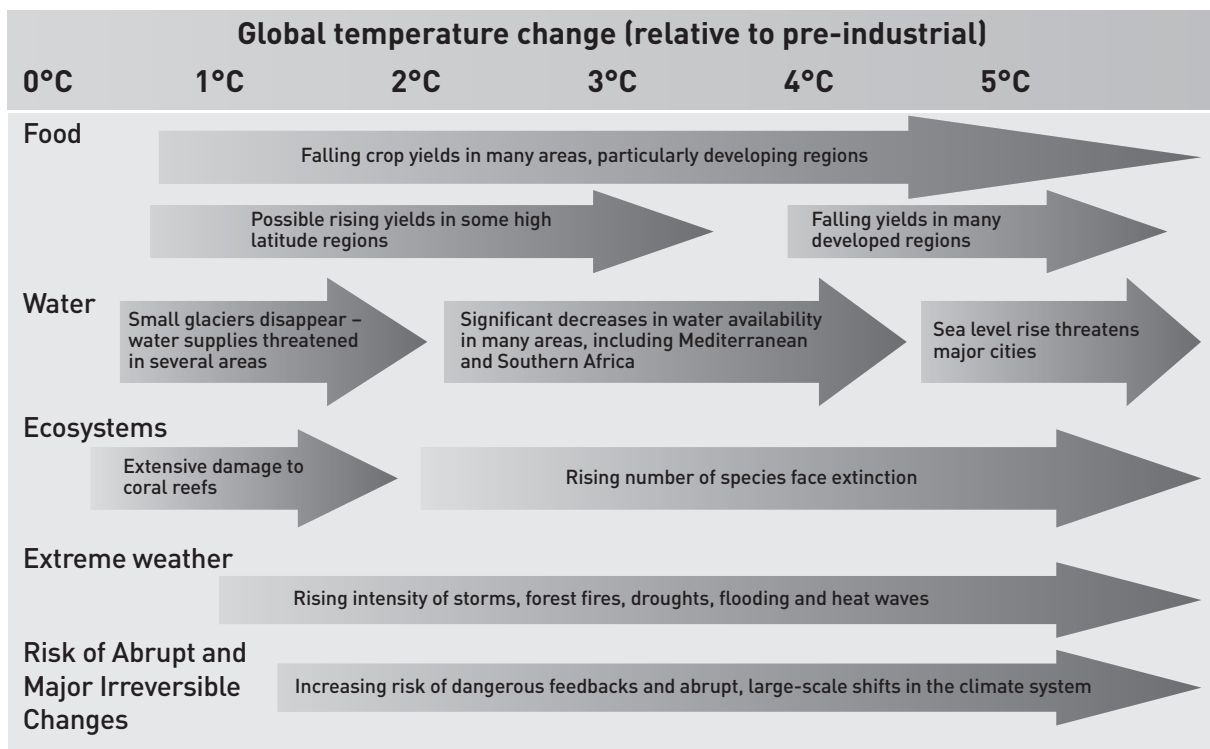 Global temperature change (relative to pre-industrial)
0°C 1°C 2°C 3°C 4°C 5°C
Food
Falling crop yields in many areas, particularly developing regions
Possible rising yields in some high
latitude regions
Falling yields in many
developed regions
Water
Small glaciers disappear –
water supplies threatened
in several areas
Significant decreases in water availability
in many areas, including Mediterranean
and Southern Africa
Sea level rise threatens
major cities
Ecosystems
Extensive damage to
coral reefs
Rising number of species face extinction
Extreme weather
Rising intensity of storms, forest fires, droughts, flooding and heat waves
Risk of Abrupt and
Major Irreversible
Changes
Increasing risk of dangerous feedbacks and abrupt, large-scale shifts in the climate system